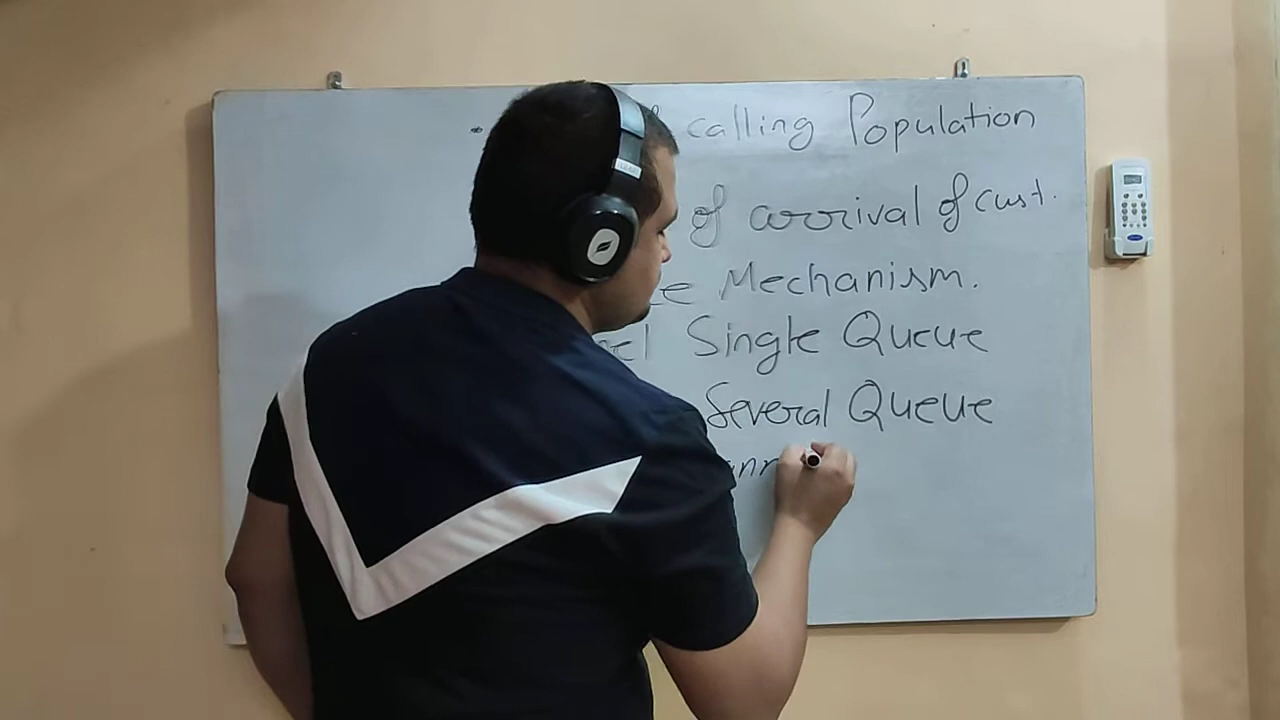 calling Population
of arrival of cust.
Mechanism.
Single Queue
Several Queue